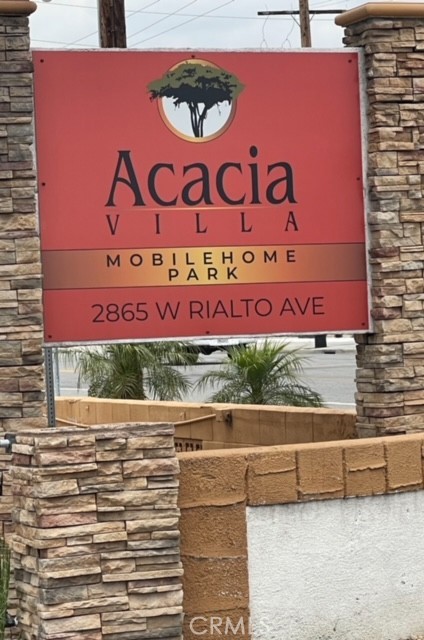 Acacia
VILLA
MOBILEHOME
PARK
2865 W RIALTO AVE
CRMLS